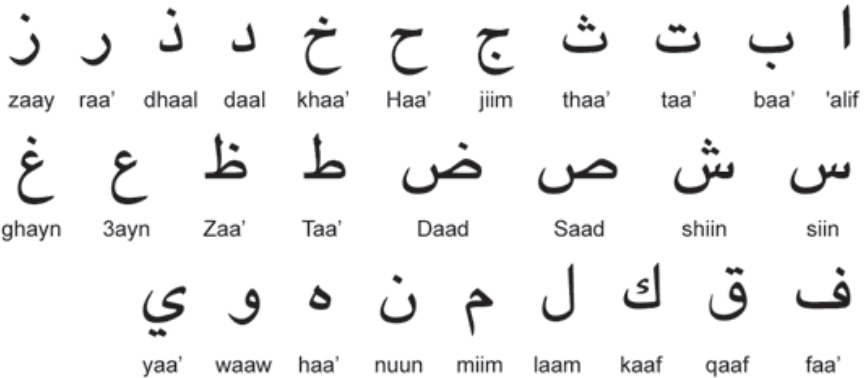 ا ب ت ث ج ح خ د ذ ر ز
'alif baa’ taa’ thaa’ jiim Haa’ khaa’ daal dhaal raa’ zaay
س ش ص ض ط ظ ع غ
siin shiin Saad Daad Taa’ Zaa’ 3ayn ghayn
ف ق ك ل م ن ه و ي
faa’ qaaf kaaf laam miim nuun haa’ waaw yaa’